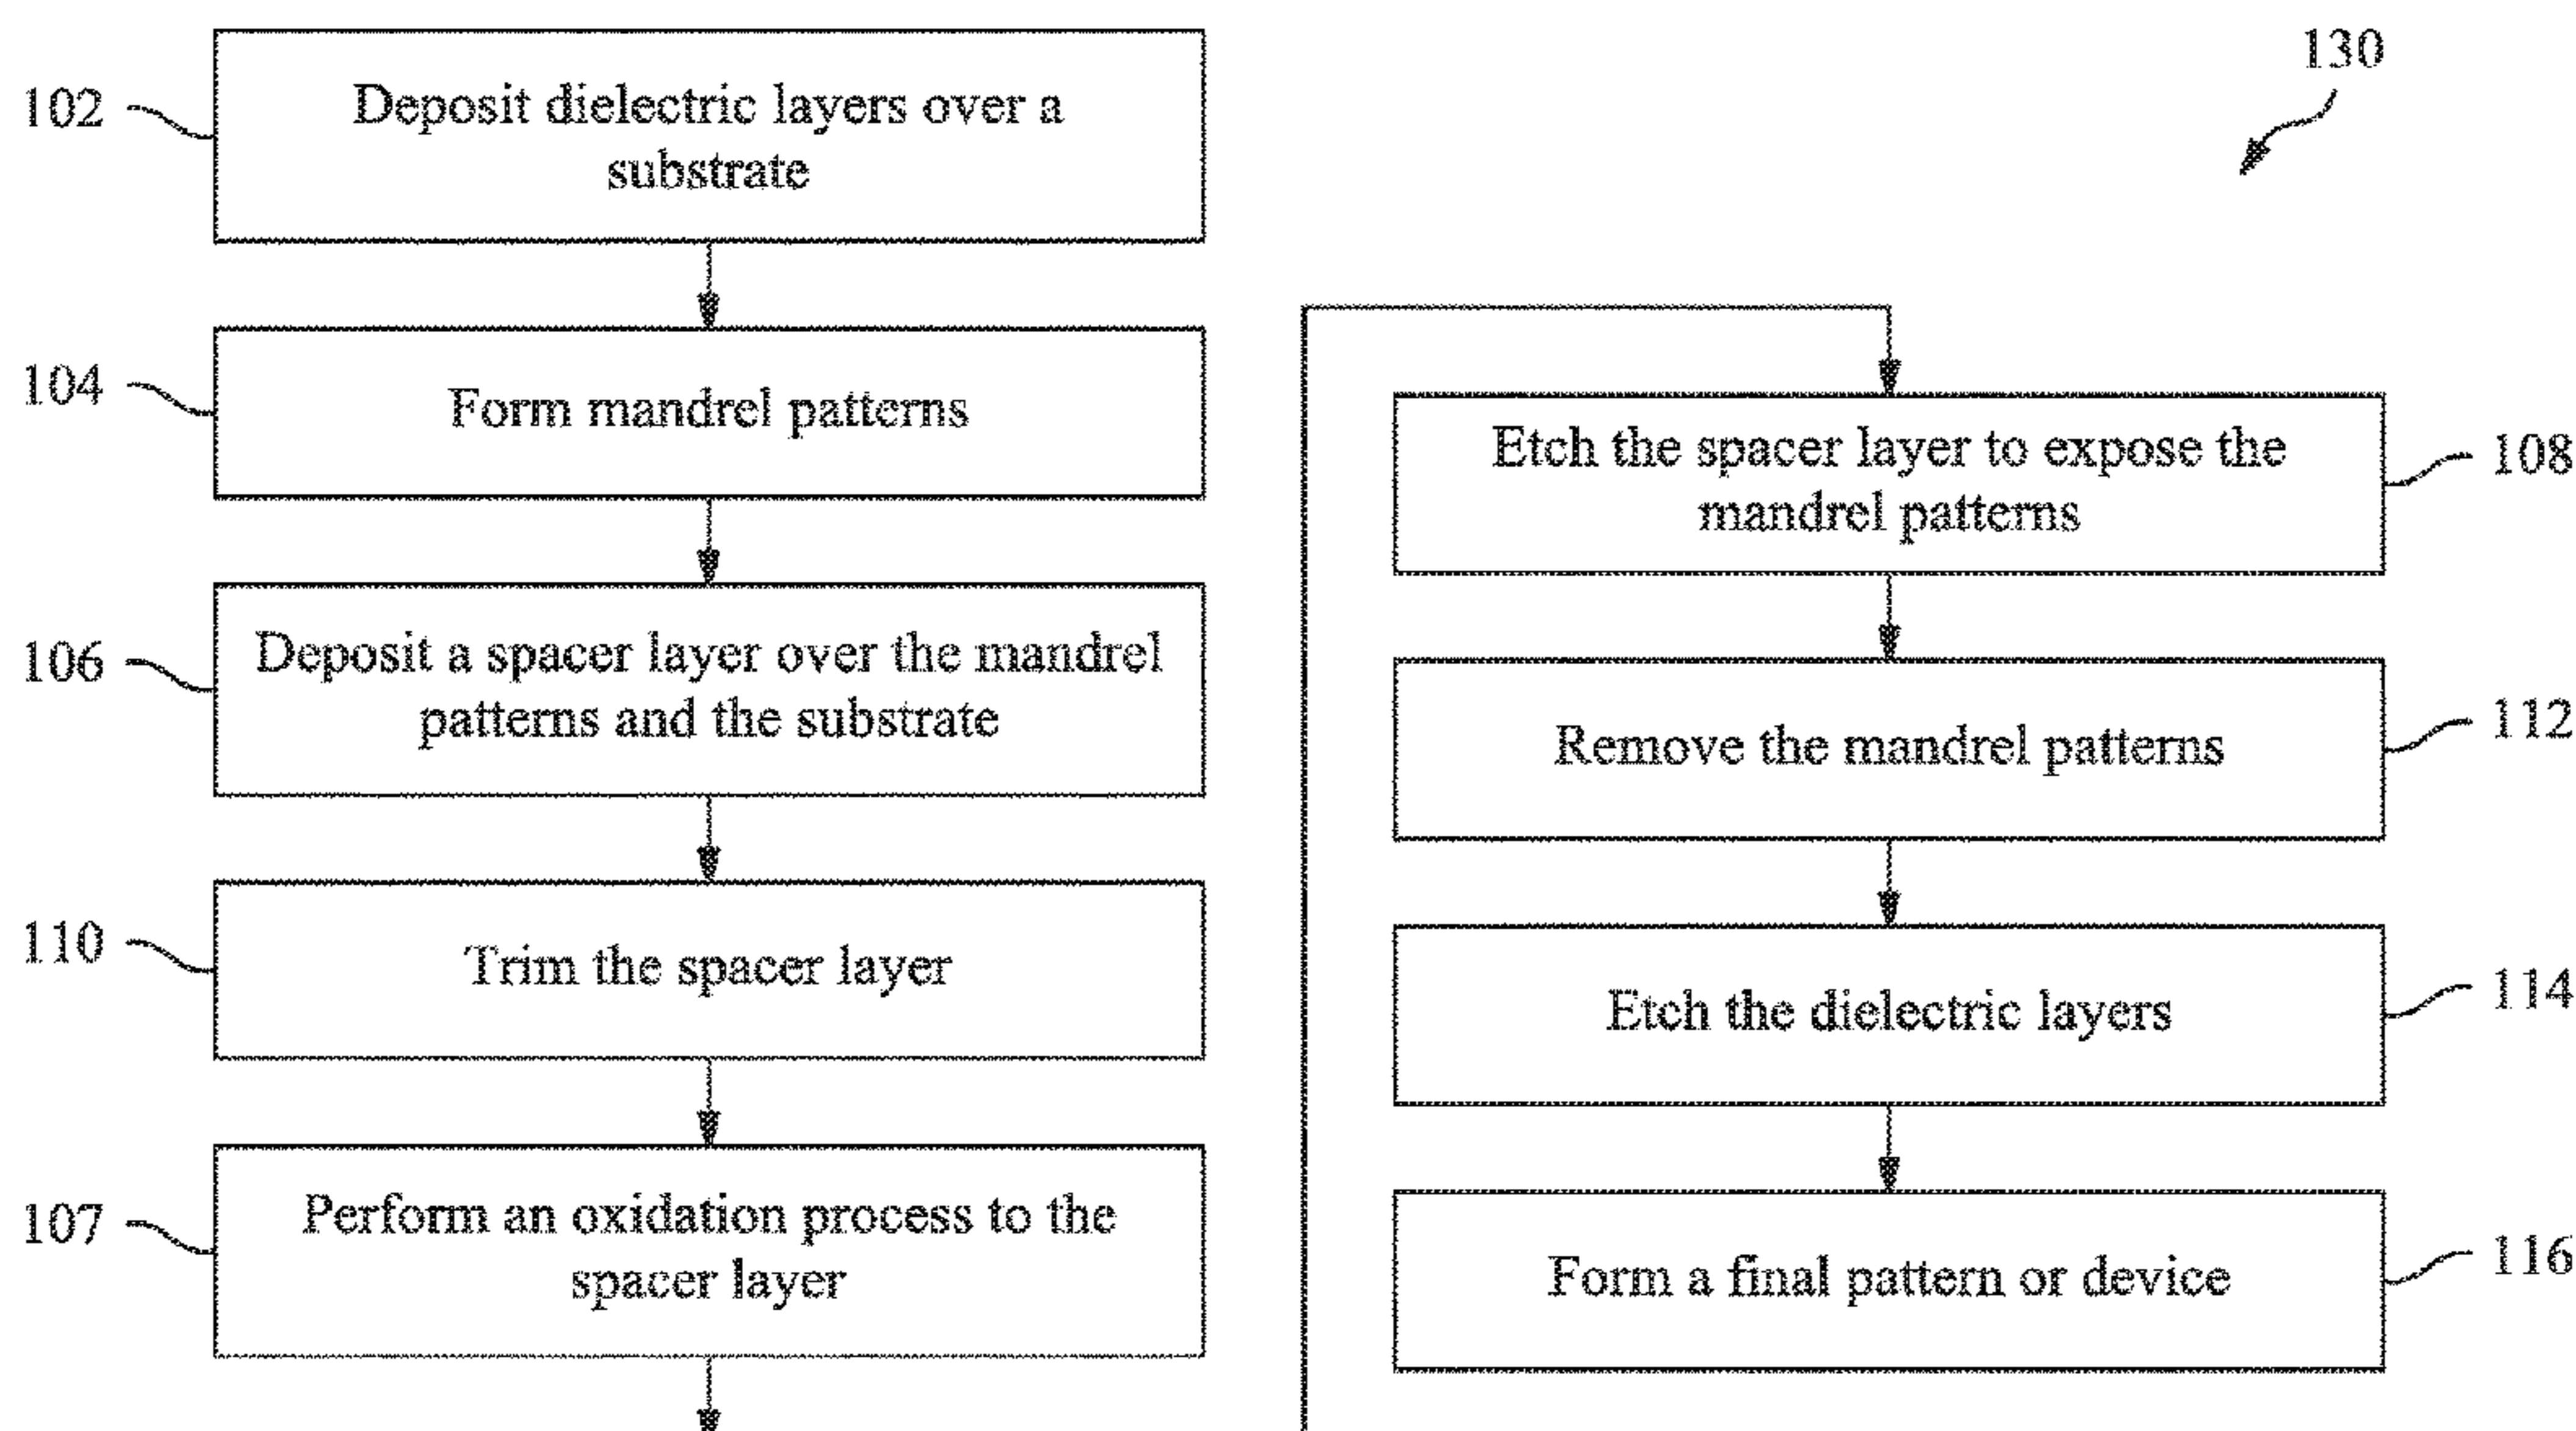 130
102
Deposit dielectric layers over a
substrate
104
Form mandrel patterns
106
Deposit a spacer layer over the mandrel
patterns and the substrate
110
Trim the spacer layer
107
Perform an oxidation process to the
spacer layer
Etch the spacer layer to expose the
mandrel patterns
108
Remove the mandrel patterns
112
Etch the dielectric layers
114
Form a final pattern or device
116